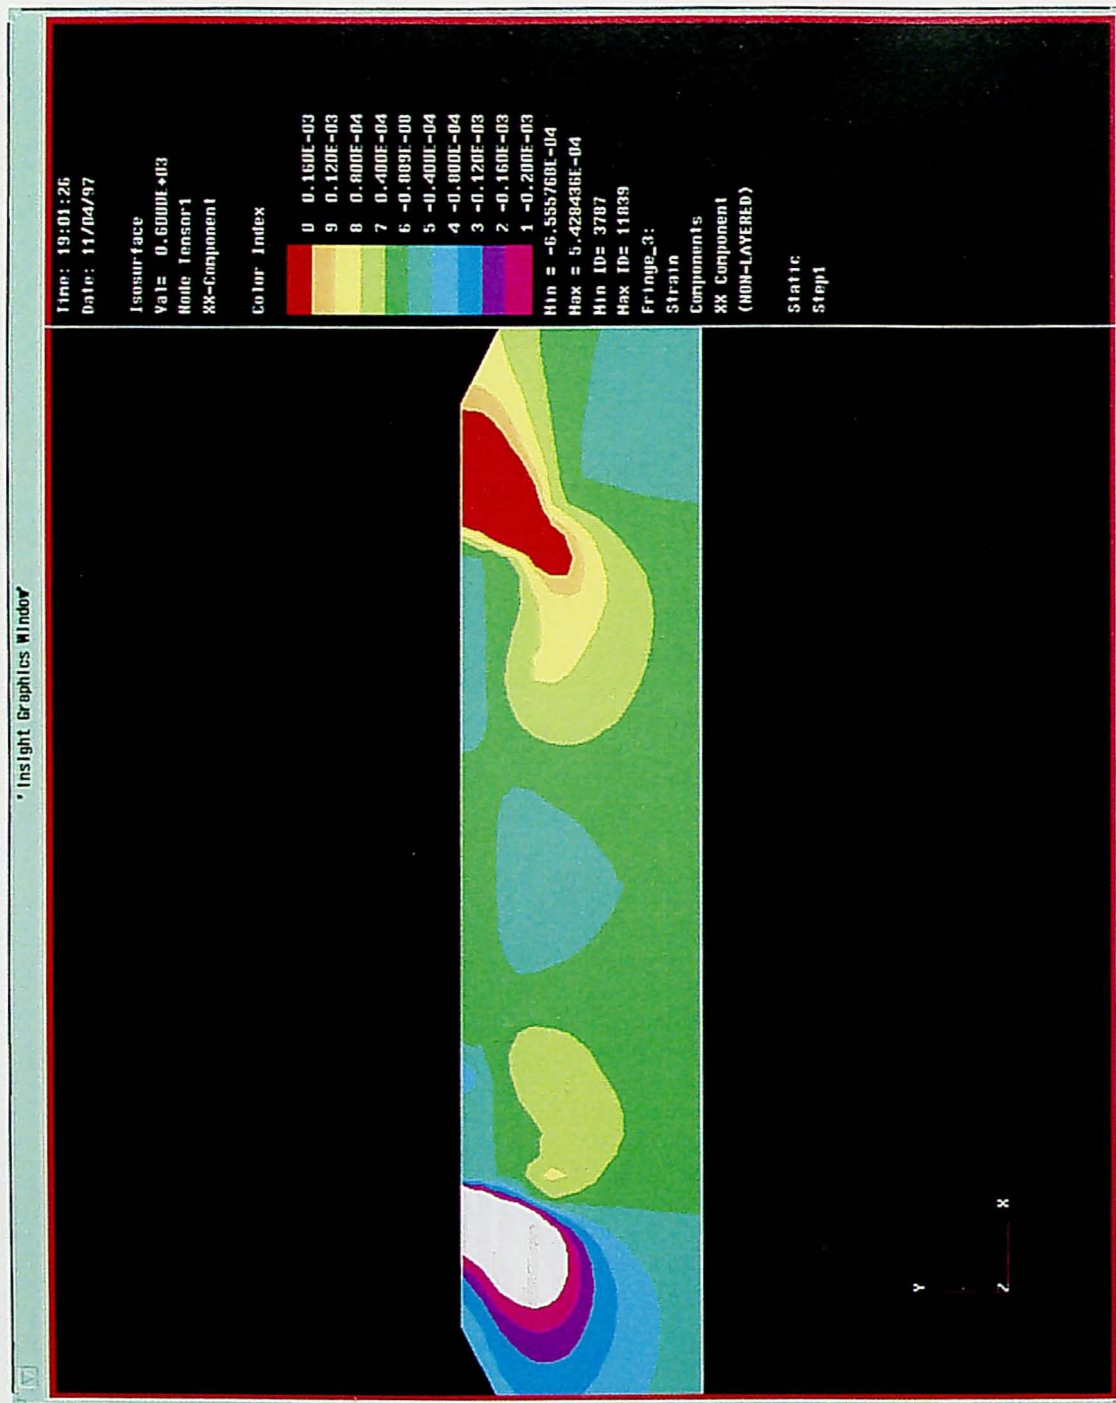 Insight Graphics Window
Time: 19:01:26
Date: 11/04/97
Isosurface
Val= 0.6000E+03
Node Tensor1
XX-Component
Color Index
0 0.160E-03
9 0.120E-03
8 0.800E-04
7 0.400E-04
6 -0.809E-08
5 -0.400E-04
4 -0.800E-04
3 -0.120E-03
2 -0.160E-03
1 -0.200E-03
Min = -6.555768E-04
Max = 5.428436E-04
Min ID= 3787
Max ID= 11839
Fringe_3:
Strain
Components
XX Component
(NON-LAYERED)
Static
Step1
Y
Z X